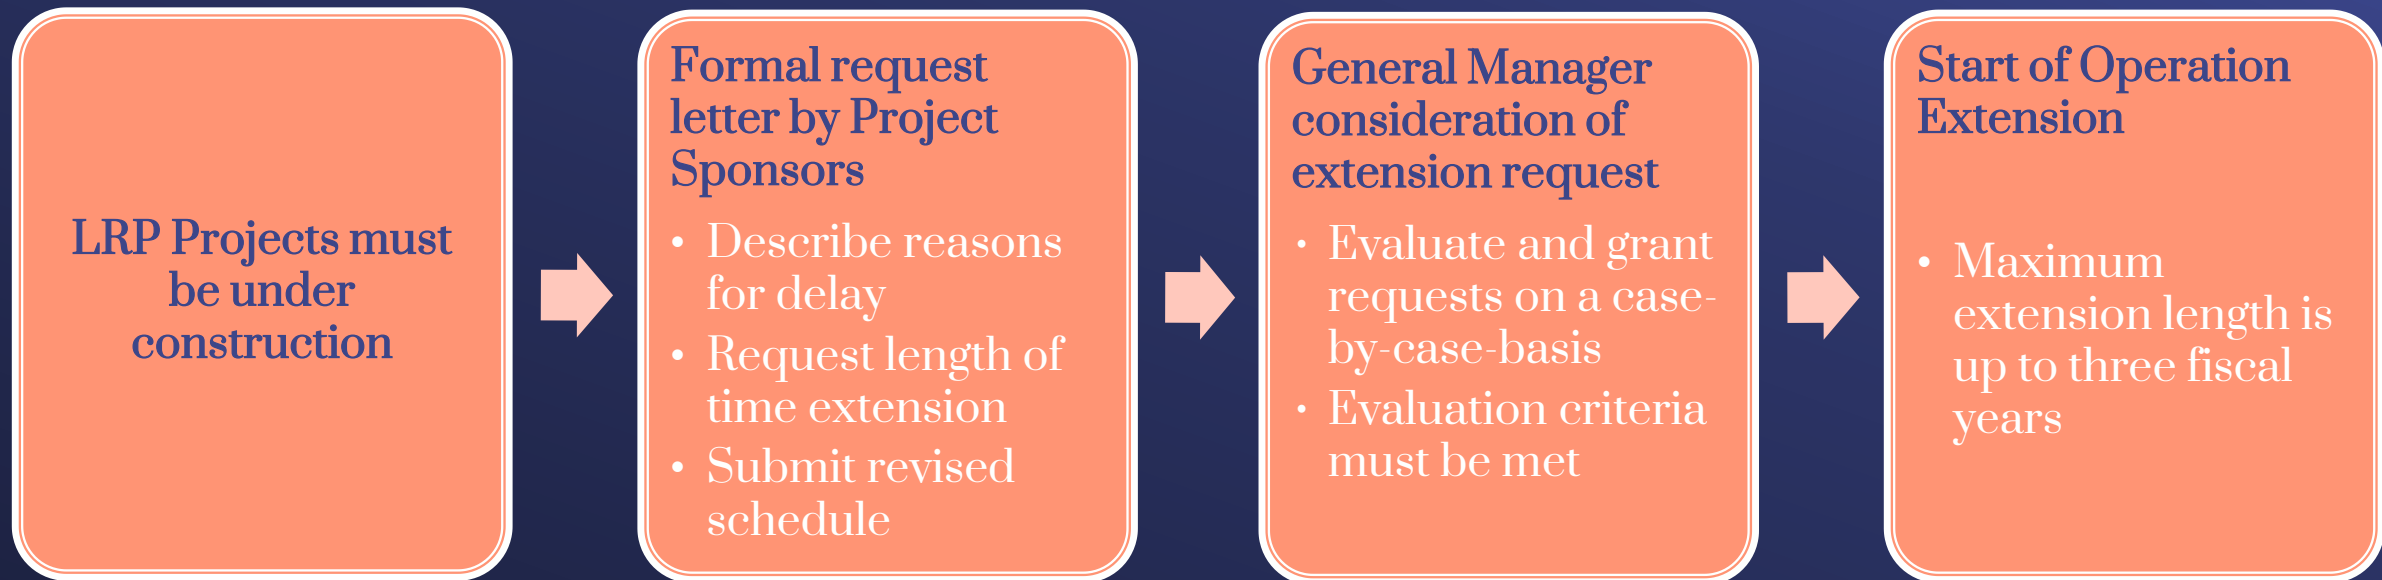 LRP Projects must
be under
construction
Formal request
letter by Project
Sponsors
• Describe reasons
for delay
• Request length of
time extension
• Submit revised
schedule
General Manager
consideration of
extension request
• Evaluate and grant
requests on a case-
by-case-basis
• Evaluation criteria
must be met
Start of Operation
Extension
• Maximum
extension length is
up to three fiscal
years